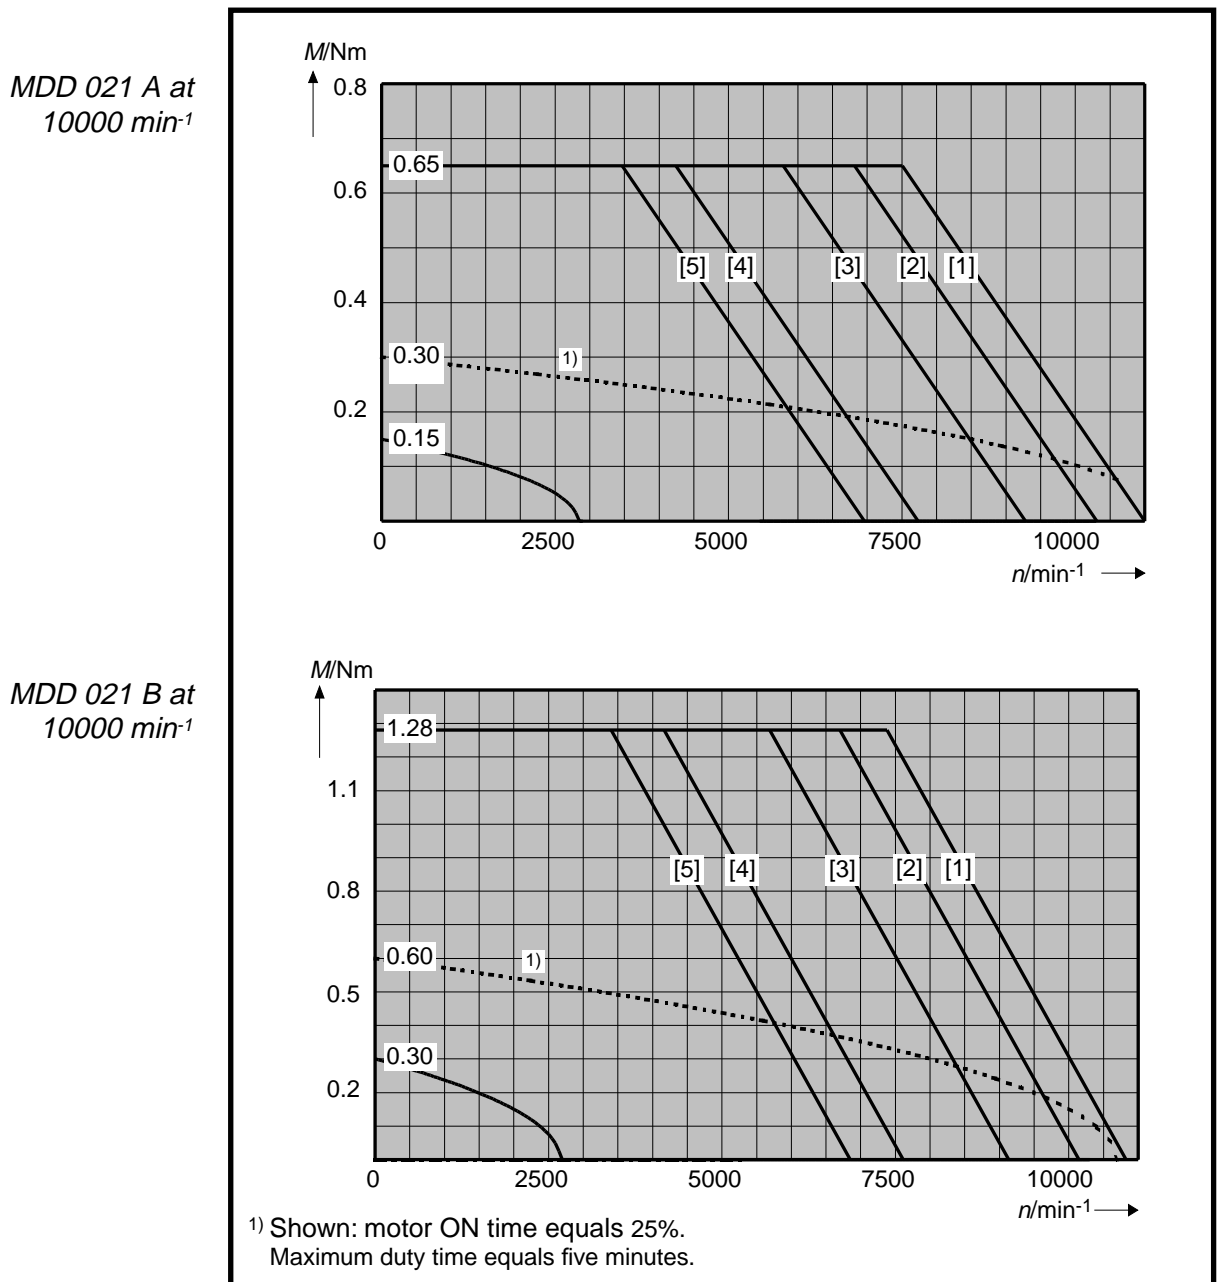 MDD 021 A at
10000 min-1
M/Nm
0.8
0.65
0.6
[5] [4] [3] [2] [1]
0.4
0.30
1)
0.2
0.15
0 2500 5000 7500 10000
n/min-1
MDD 021 B at
10000 min-1
M/Nm
1.28
1.1
[5] [4] [3] [2] [1]
0.8
0.60
1)
0.5
0.30
0.2
0 2500 5000 7500 10000
n/min-1
1) Shown: motor ON time equals 25%.
Maximum duty time equals five minutes.